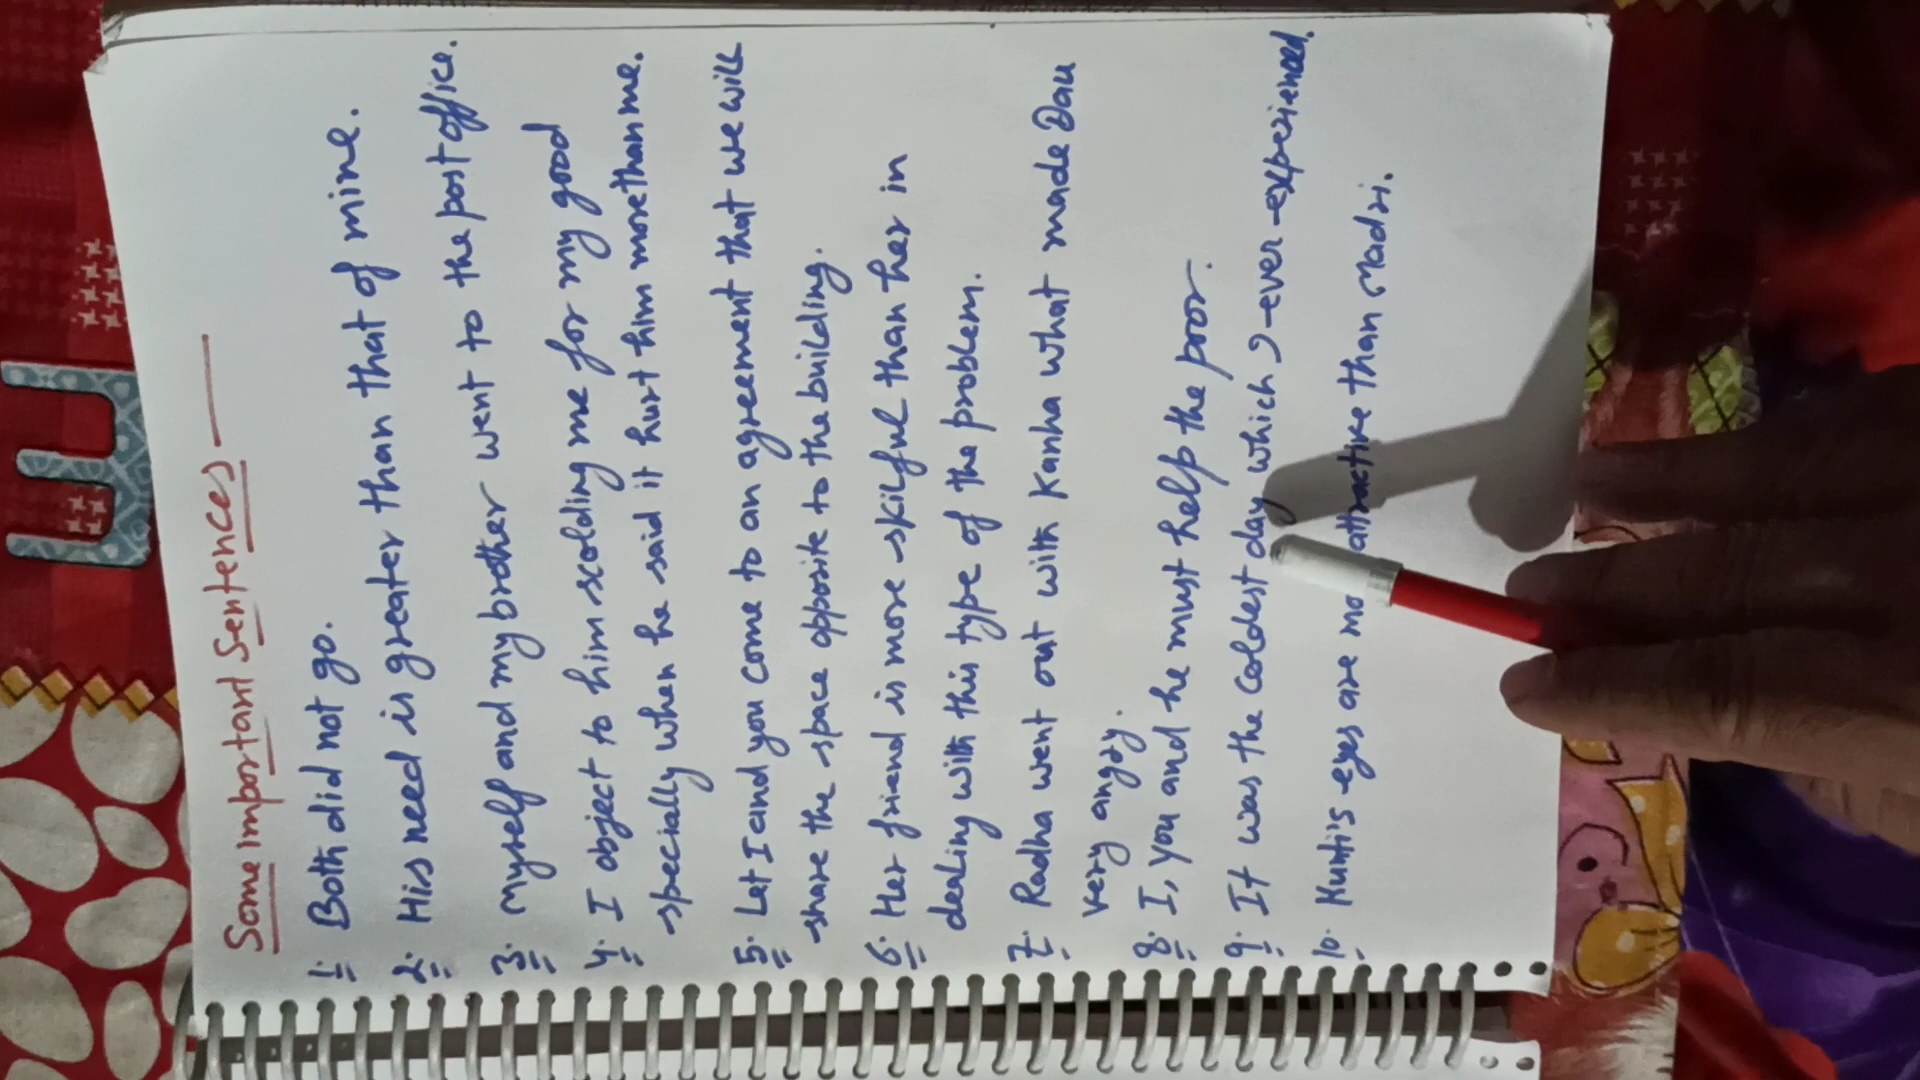 Some important Sentences
1. Both did not go.
2. His need is greater than that of mine.
3. Myself and my brother went to the post office.
4. I object to him scolding me for my good
specially when he said it hurt him more than me.
5. Let I and you come to an agreement that we will
share the space opposite to the building.
6. Her friend is more skilful than her in
dealing with this type of the problem.
7. Radha went out with Kanha what made Dau
very angry.
8. I, you and he must help the poor.
9. It was the coldest day which I ever experienced.
10. Kunti's eyes are attractive than Madri.